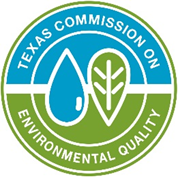 TEXAS COMMISSION ON
ENVIRONMENTAL QUALITY